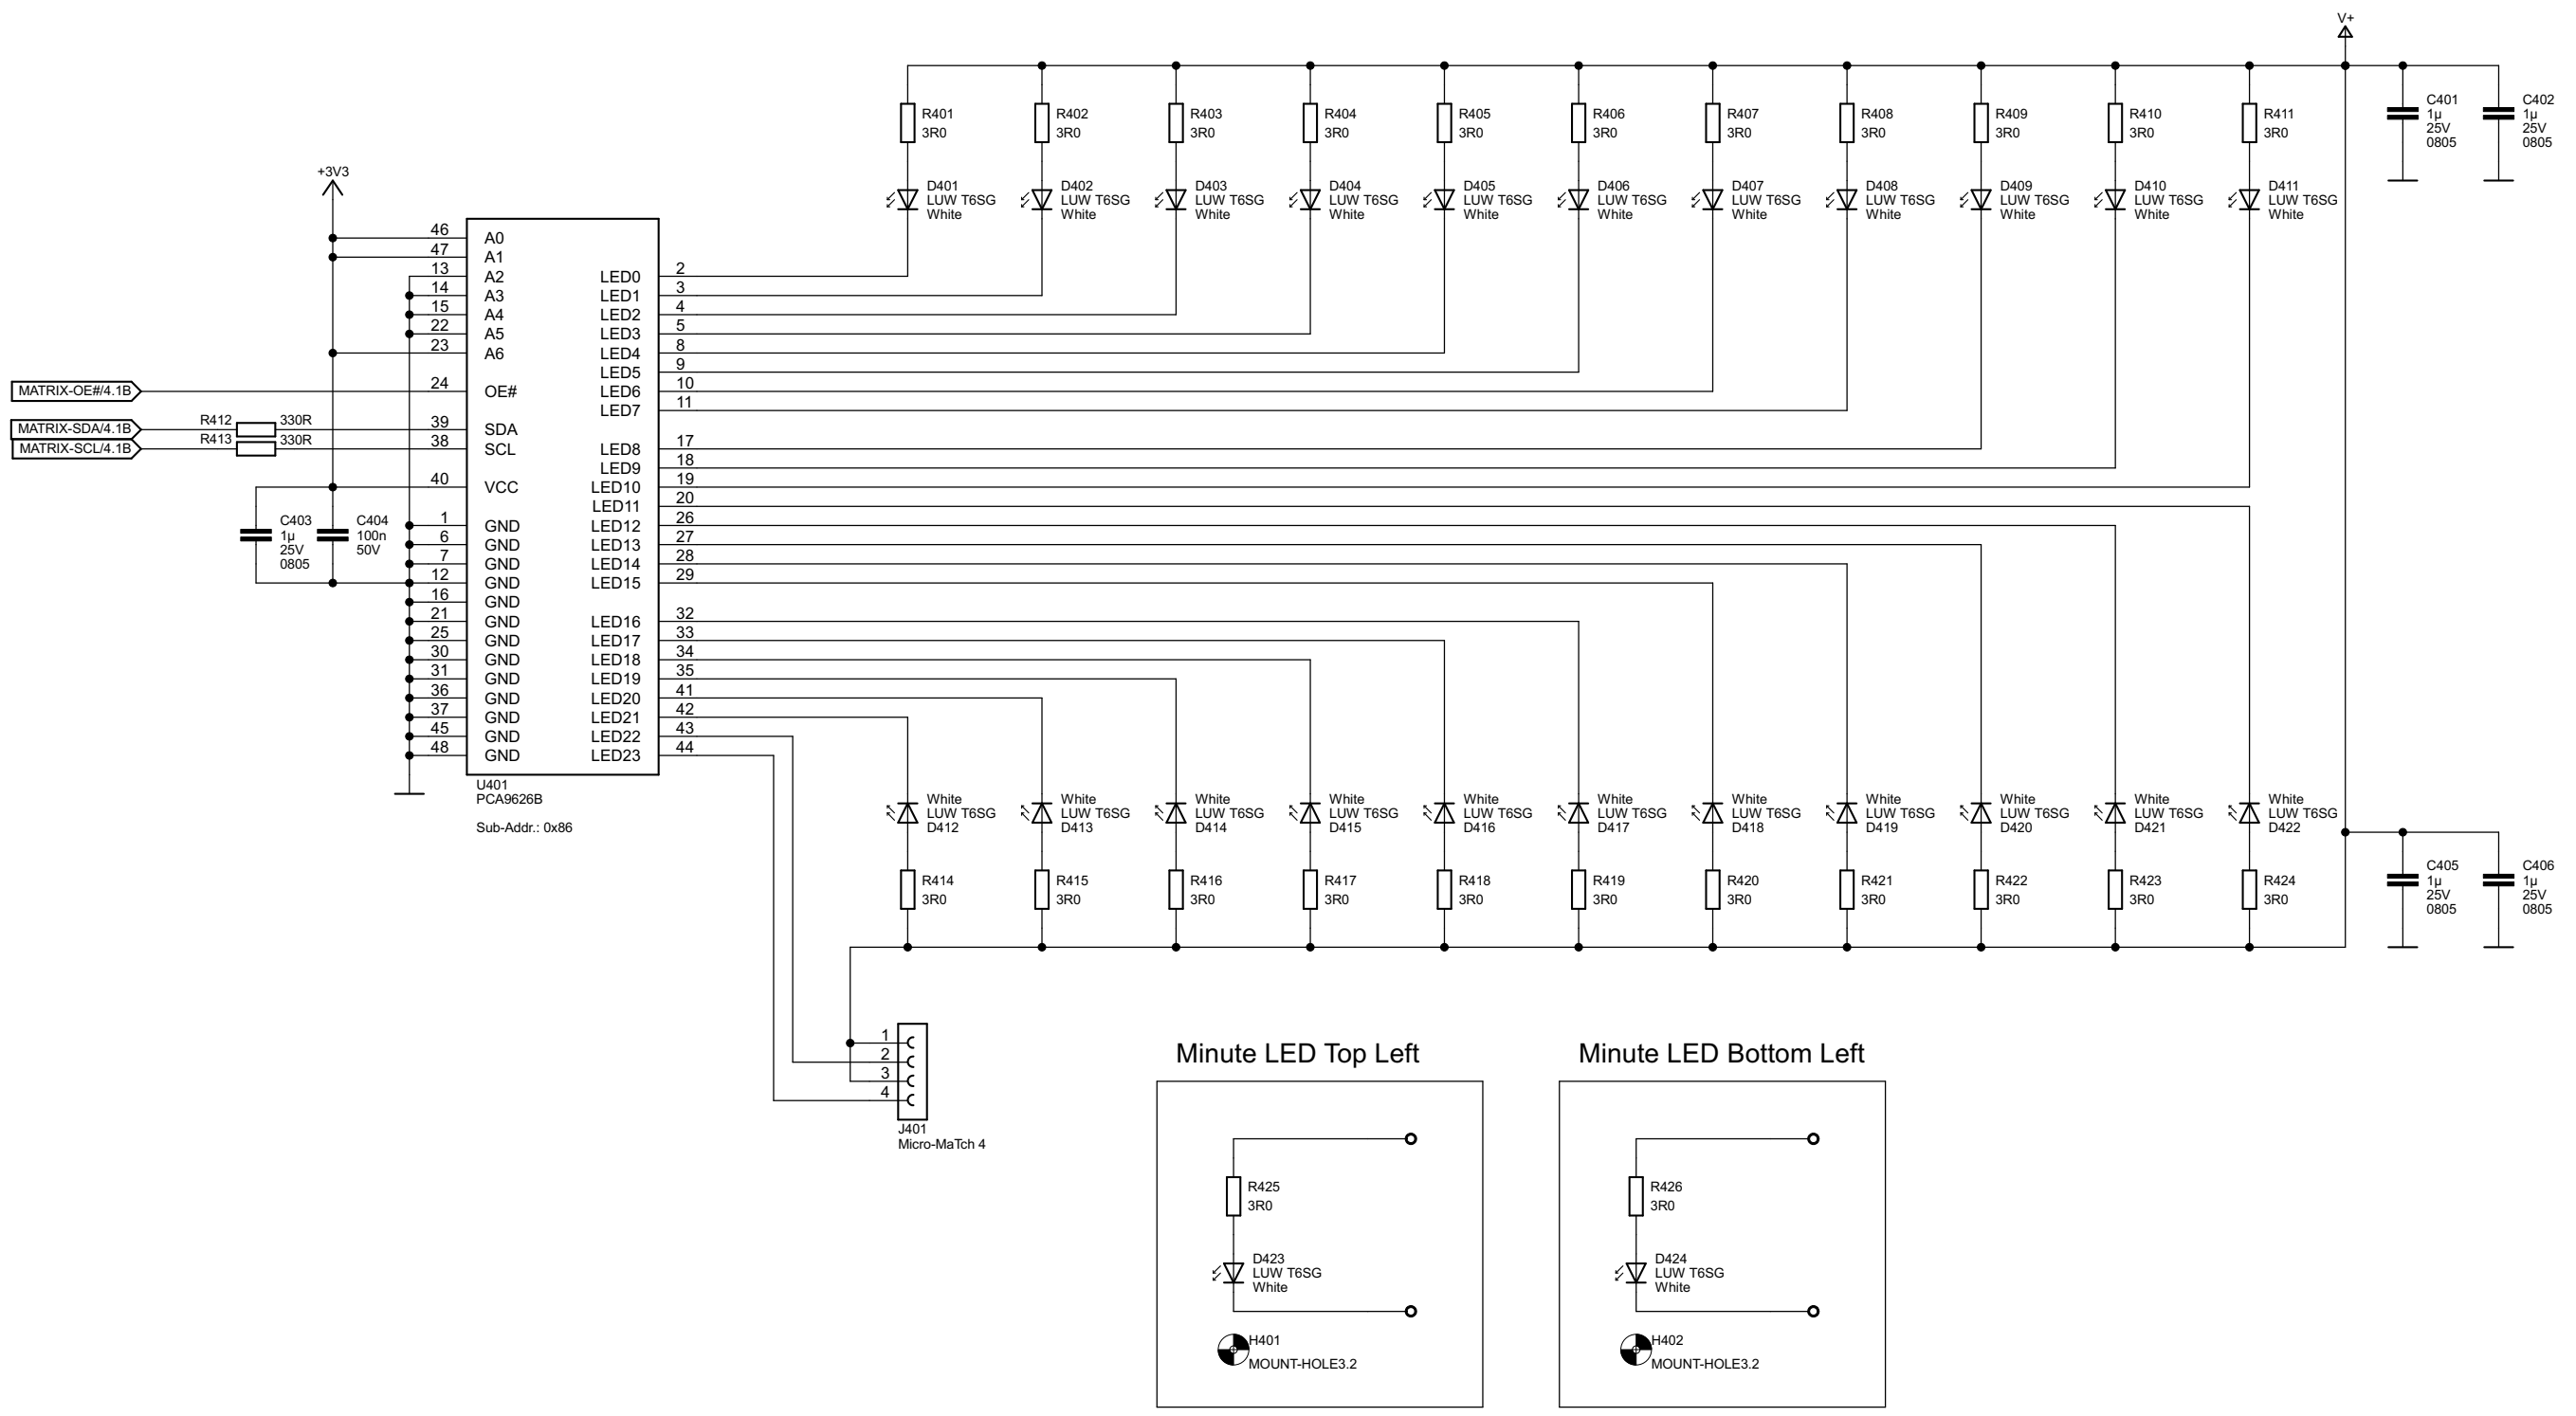 V+
R401
3R0
R402
3R0
R403
3R0
R404
3R0
R405
3R0
R406
3R0
R407
3R0
R408
3R0
R409
3R0
R410
3R0
R411
3R0
C401
1µ
25V
0805
C402
1µ
25V
0805
+3V3
D401
LUW T6SG
White
D402
LUW T6SG
White
D403
LUW T6SG
White
D404
LUW T6SG
White
D405
LUW T6SG
White
D406
LUW T6SG
White
D407
LUW T6SG
White
D408
LUW T6SG
White
D409
LUW T6SG
White
D410
LUW T6SG
White
D411
LUW T6SG
White
46 A0
47 A1
13 A2
14 A3
15 A4
22 A5
23 A6
MATRIX-OE#/4.1B 24 OE#
MATRIX-SDA/4.1B R412 330R 39 SDA
MATRIX-SCL/4.1B R413 330R 38 SCL
40 VCC
C403
1µ
25V
0805
C404
100n
50V
1 GND
6 GND
7 GND
12 GND
16 GND
21 GND
25 GND
30 GND
31 GND
36 GND
37 GND
45 GND
48 GND
LED0 2
LED1 3
LED2 4
LED3 5
LED4 8
LED5 9
LED6 10
LED7 11
LED8 17
LED9 18
LED10 19
LED11 20
LED12 26
LED13 27
LED14 28
LED15 29
LED16 32
LED17 33
LED18 34
LED19 35
LED20 41
LED21 42
LED22 43
LED23 44
U401
PCA9626B
Sub-Addr.: 0x86
White
LUW T6SG
D412
White
LUW T6SG
D413
White
LUW T6SG
D414
White
LUW T6SG
D415
White
LUW T6SG
D416
White
LUW T6SG
D417
White
LUW T6SG
D418
White
LUW T6SG
D419
White
LUW T6SG
D420
White
LUW T6SG
D421
White
LUW T6SG
D422
R414
3R0
R415
3R0
R416
3R0
R417
3R0
R418
3R0
R419
3R0
R420
3R0
R421
3R0
R422
3R0
R423
3R0
R424
3R0
C405
1µ
25V
0805
C406
1µ
25V
0805
1
2
3
4
J401
Micro-MaTch 4
Minute LED Top Left
R425
3R0
D423
LUW T6SG
White
H401
MOUNT-HOLE3.2
Minute LED Bottom Left
R426
3R0
D424
LUW T6SG
White
H402
MOUNT-HOLE3.2